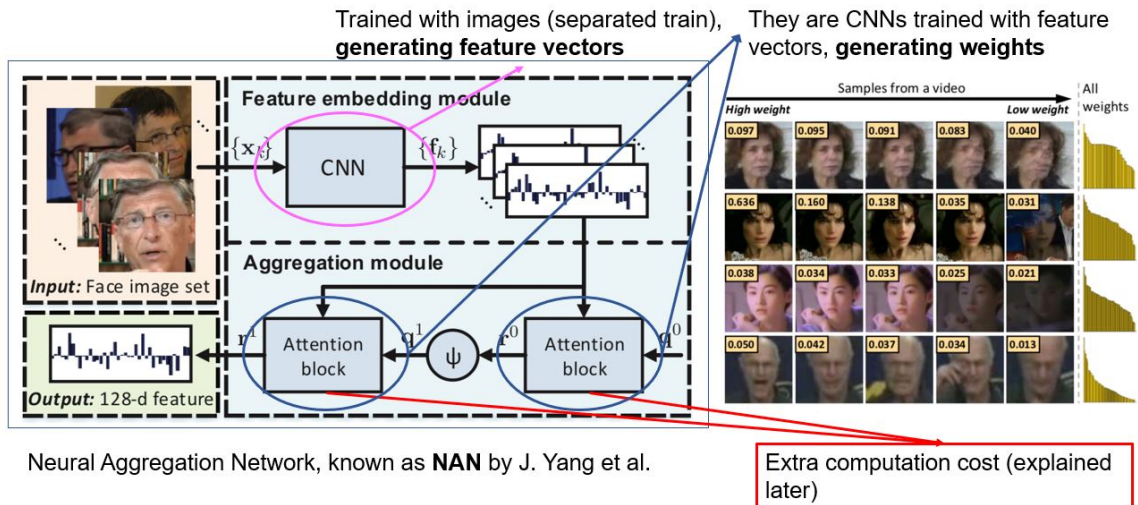 Trained with images (separated train),
generating feature vectors
They are CNNs trained with feature
vectors, generating weights
Feature embedding module
{x_k}
CNN
{f_k}
Input: Face image set
Aggregation module
r¹
Attention
block
q¹
ψ
r⁰
Attention
block
q⁰
Output: 128-d feature
Samples from a video
All
weights
High weight
Low weight
0.097 0.095 0.091 0.083 0.040
0.636 0.160 0.138 0.035 0.031
0.038 0.034 0.033 0.025 0.021
0.050 0.042 0.037 0.034 0.013
Neural Aggregation Network, known as NAN by J. Yang et al.
Extra computation cost (explained
later)